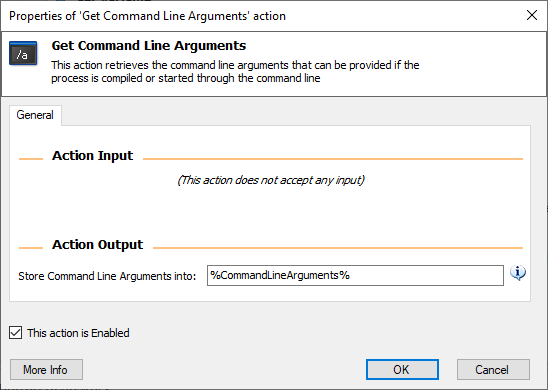 Properties of 'Get Command Line Arguments' action
/a
Get Command Line Arguments
This action retrieves the command line arguments that can be provided if the
process is compiled or started through the command line
General
Action Input
(This action does not accept any input)
Action Output
Store Command Line Arguments into:
%CommandLineArguments%
This action is Enabled
More Info
OK
Cancel